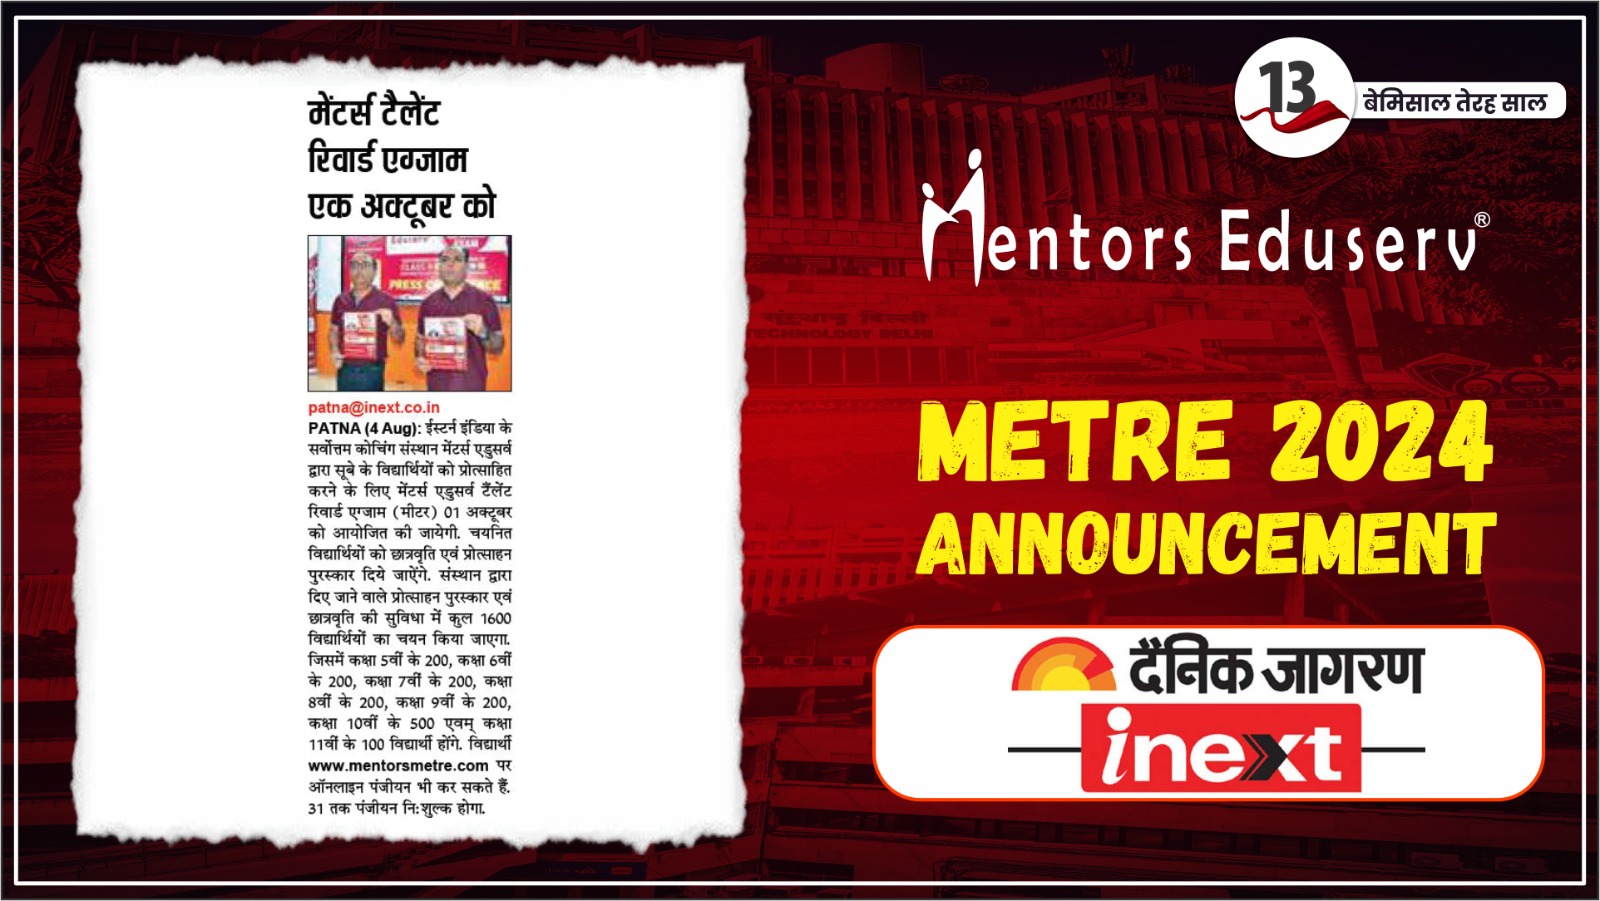 मेंटर्स टैलेंट
रिवार्ड एग्जाम
एक अक्टूबर को
PRESS
patna@inext.co.in
PATNA (4 Aug): ईस्टर्न इंडिया के
सर्वोत्तम कोचिंग संस्थान मेंटर्स एडुसर्व
द्वारा सूबे के विद्यार्थियों को प्रोत्साहित
करने के लिए मेंटर्स एडुसर्व टैंलेंट
रिवार्ड एग्जाम (मीटर) 01 अक्टूबर
को आयोजित की जायेगी. चयनित
विद्यार्थियों को छात्रवृति एवं प्रोत्साहन
पुरस्कार दिये जाऐंगे. संस्थान द्वारा
दिए जाने वाले प्रोत्साहन पुरस्कार एवं
छात्रवृति की सुविधा में कुल 1600
विद्यार्थियों का चयन किया जाएगा.
जिसमें कक्षा 5वीं के 200, कक्षा 6वीं
के 200, कक्षा 7वीं के 200, कक्षा
8वीं के 200, कक्षा 9वीं के 200,
कक्षा 10वीं के 500 एवम् कक्षा
11वीं के 100 विद्यार्थी होंगे. विद्यार्थी
www.mentorsmetre.com पर
ऑनलाइन पंजीयन भी कर सकते हैं.
31 तक पंजीयन नि:शुल्क होगा.
13 बेमिसाल तेरह साल
Mentors Eduserv®
संस्थान दिल्ली
TECHNOLOGY DELHI
METRE 2024
ANNOUNCEMENT
दैनिक जागरण
inext